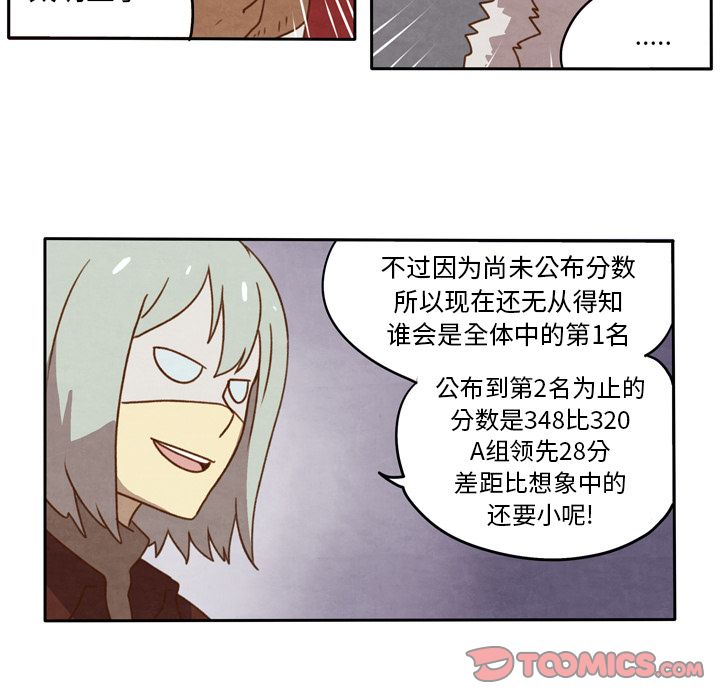 .....
不过因为尚未公布分数
所以现在还无从得知
谁会是全体中的第1名
公布到第2名为止的
分数是348比320
A组领先28分
差距比想象中的
还要小呢!
TOOMICS.COM